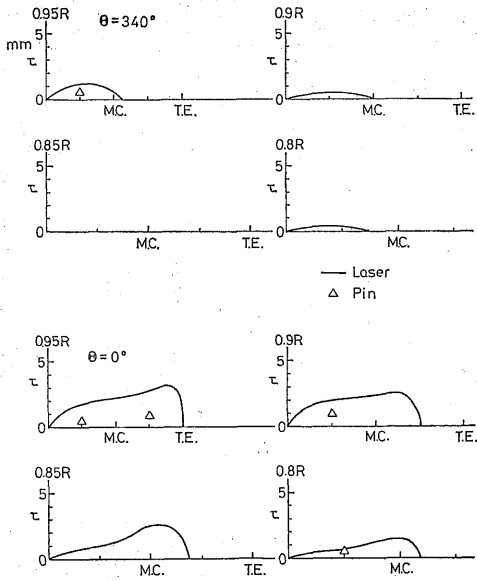 0.95R θ=340° 0.9R
mm 5 5
τ τ
0 0
M.C. T.E. M.C. T.E.
0.85R 0.8R
5 5
τ τ
0 0
M.C. T.E. M.C.
— Laser
△ Pin
0.95R θ=0° 0.9R
5 5
τ τ
0 0
M.C. T.E. M.C. T.E.
0.85R 0.8R
5 5
τ τ
0 0
M.C. T.E. M.C.